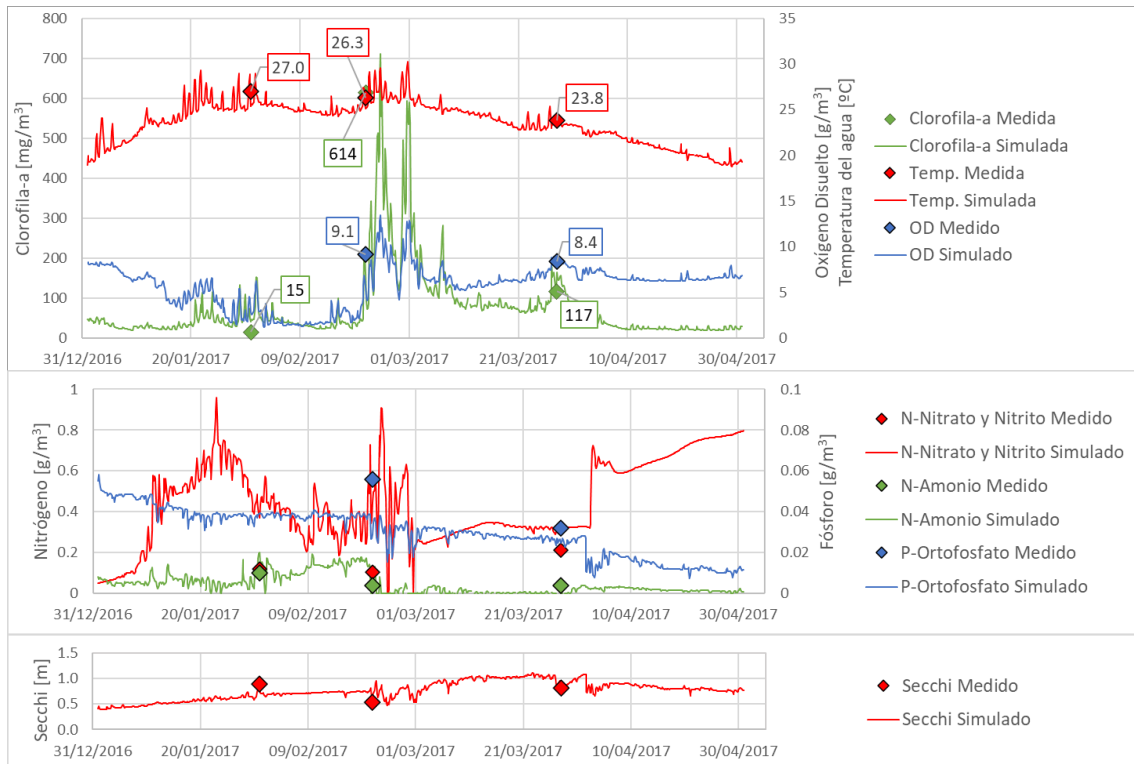 800
700
600
500
400
300
200
100
0
Clorofila-a [mg/m³]
35
30
25
20
15
10
5
0
Oxígeno Disuelto [g/m³]
Temperatura del agua [ºC]
27.0
26.3
23.8
614
9.1
8.4
15
117
31/12/2016 20/01/2017 09/02/2017 01/03/2017 21/03/2017 10/04/2017 30/04/2017
Clorofila-a Medida
Clorofila-a Simulada
Temp. Medida
Temp. Simulada
OD Medido
OD Simulado
1
0.8
0.6
0.4
0.2
0
Nitrógeno [g/m³]
0.1
0.08
0.06
0.04
0.02
0
Fósforo [g/m³]
31/12/2016 20/01/2017 09/02/2017 01/03/2017 21/03/2017 10/04/2017 30/04/2017
N-Nitrato y Nitrito Medido
N-Nitrato y Nitrito Simulado
N-Amonio Medido
N-Amonio Simulado
P-Ortofosfato Medido
P-Ortofosfato Simulado
1.5
1.0
0.5
0.0
Secchi [m]
31/12/2016 20/01/2017 09/02/2017 01/03/2017 21/03/2017 10/04/2017 30/04/2017
Secchi Medido
Secchi Simulado